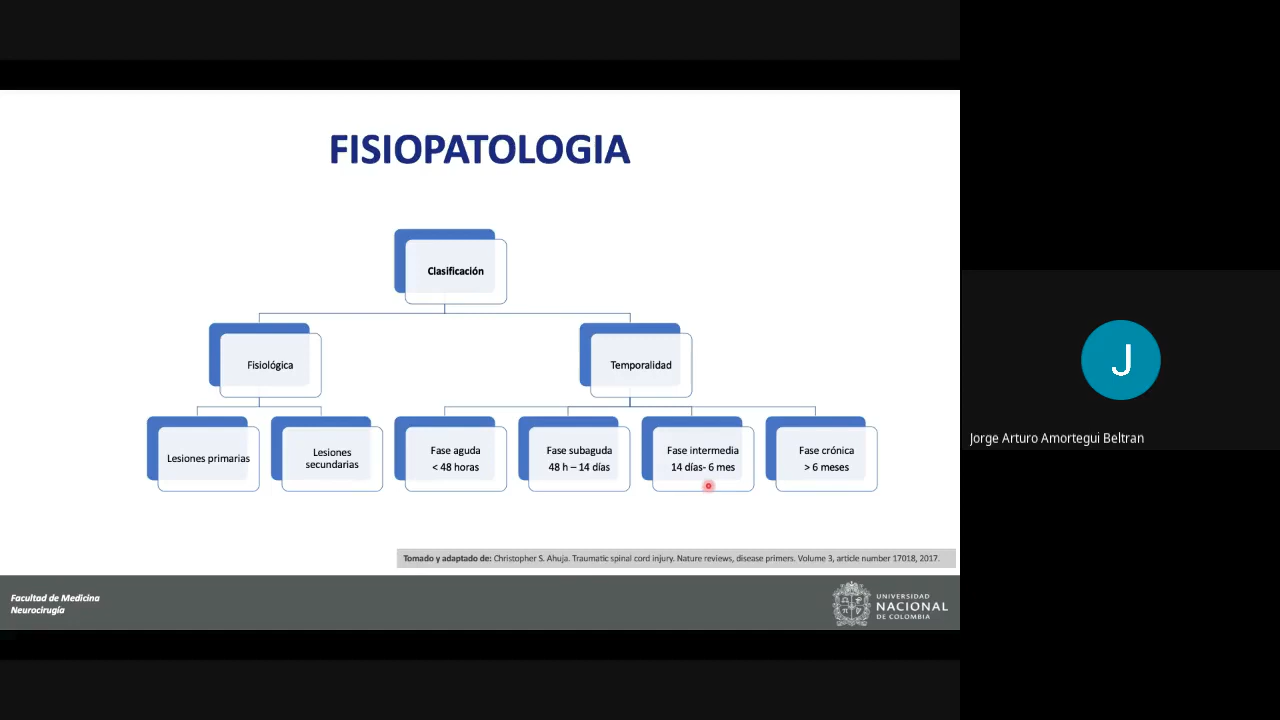 FISIOPATOLOGIA
Clasificación
Fisiológica
Temporalidad
Lesiones primarias
Lesiones
secundarias
Fase aguda
< 48 horas
Fase subaguda
48 h – 14 días
Fase intermedia
14 días- 6 mes
Fase crónica
> 6 meses
Tomado y adaptado de: Christopher S. Ahuja. Traumatic spinal cord injury. Nature reviews, disease primers. Volume 3, article number 17018, 2017.
Facultad de Medicina
Neurocirugía
UNIVERSIDAD
NACIONAL
DE COLOMBIA
J
Jorge Arturo Amortegui Beltran